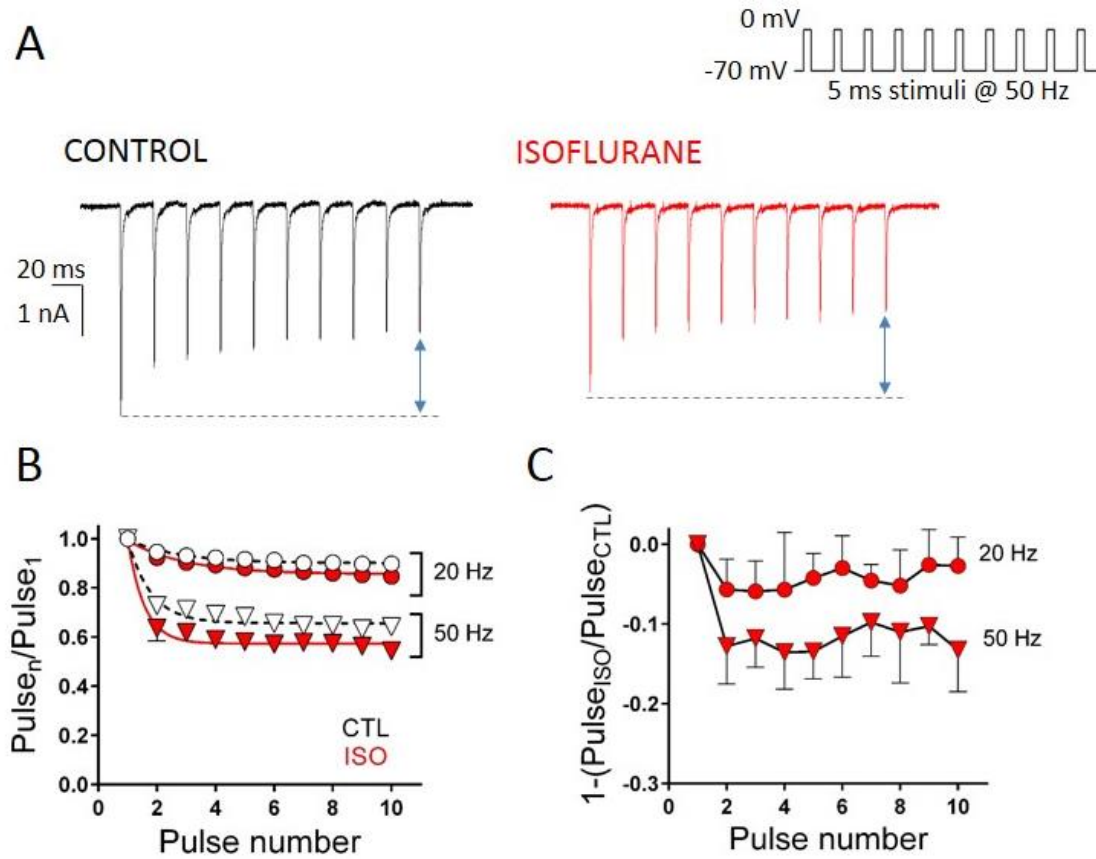 A
0 mV
-70 mV
5 ms stimuli @ 50 Hz
CONTROL
ISOFLURANE
20 ms
1 nA
B
Pulseₙ/Pulse₁
1.0
0.8
0.6
0.4
0.2
0.0
20 Hz
50 Hz
CTL
ISO
0 2 4 6 8 10
Pulse number
C
1-(Pulse_ISO/Pulse_CTL)
0.0
-0.1
-0.2
-0.3
20 Hz
50 Hz
0 2 4 6 8 10
Pulse number